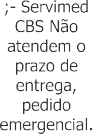 ;- Servimed
CBS Não
atendem o
prazo de
entrega,
pedido
emergencial.